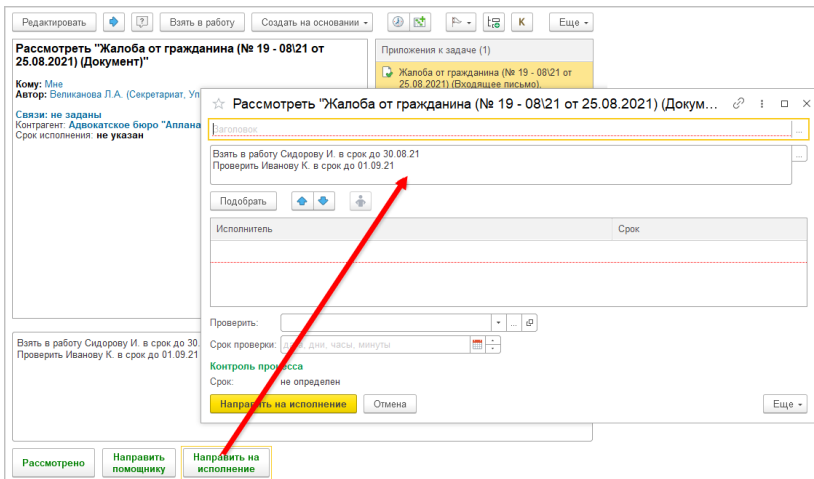 Редактировать
Взять в работу
Создать на основании
К
Еще
Рассмотреть "Жалоба от гражданина (№ 19 - 08\21 от
25.08.2021) (Документ)"
Кому: Мне
Автор: Великанова Л.А. (Секретариат, Уп
Связи: не заданы
Контрагент: Адвокатское бюро "Аплана
Срок исполнения: не указан
Приложения к задаче (1)
Жалоба от гражданина (№ 19 - 08\21 от
25.08.2021) (Входящее письмо),
Рассмотреть "Жалоба от гражданина (№ 19 - 08\21 от 25.08.2021) (Докум...
Заголовок
...
Взять в работу Сидорову И. в срок до 30.08.21
Проверить Иванову К. в срок до 01.09.21
...
Подобрать
Исполнитель
Срок
Проверить:
...
Срок проверки:
дата, дни, часы, минуты
Контроль процесса
Срок:
не определен
Направить на исполнение
Отмена
Еще
Взять в работу Сидорову И. в срок до 30.
Проверить Иванову К. в срок до 01.09.21
Рассмотрено
Направить
помощнику
Направить на
исполнение